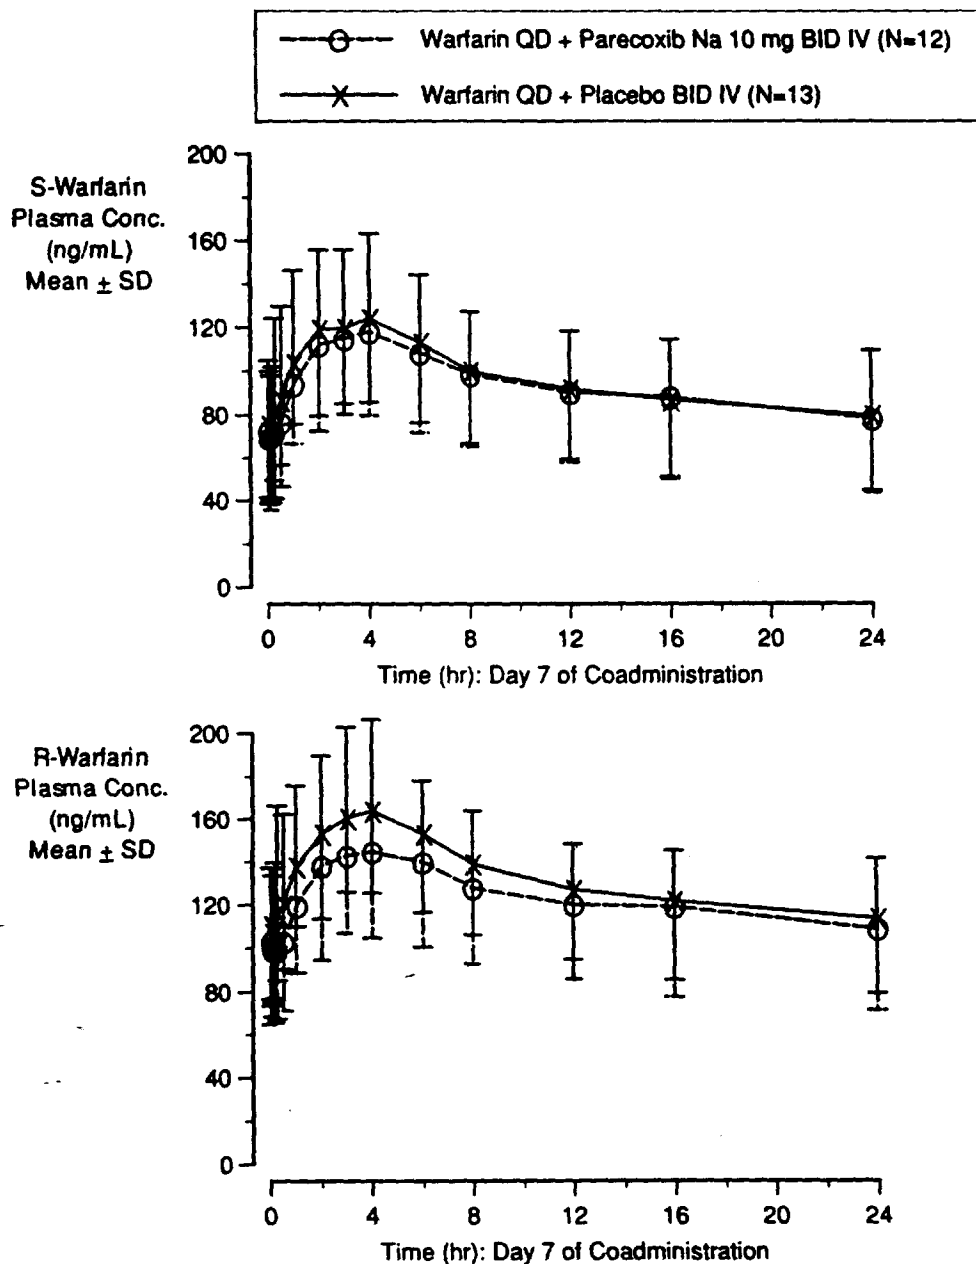 Warfarin QD + Parecoxib Na 10 mg BID IV (N=12)
Warfarin QD + Placebo BID IV (N=13)
S-Warfarin
Plasma Conc.
(ng/mL)
Mean ± SD
200
160
120
80
40
0
0 4 8 12 16 20 24
Time (hr): Day 7 of Coadministration
R-Warfarin
Plasma Conc.
(ng/mL)
Mean ± SD
200
160
120
80
40
0
0 4 8 12 16 20 24
Time (hr): Day 7 of Coadministration